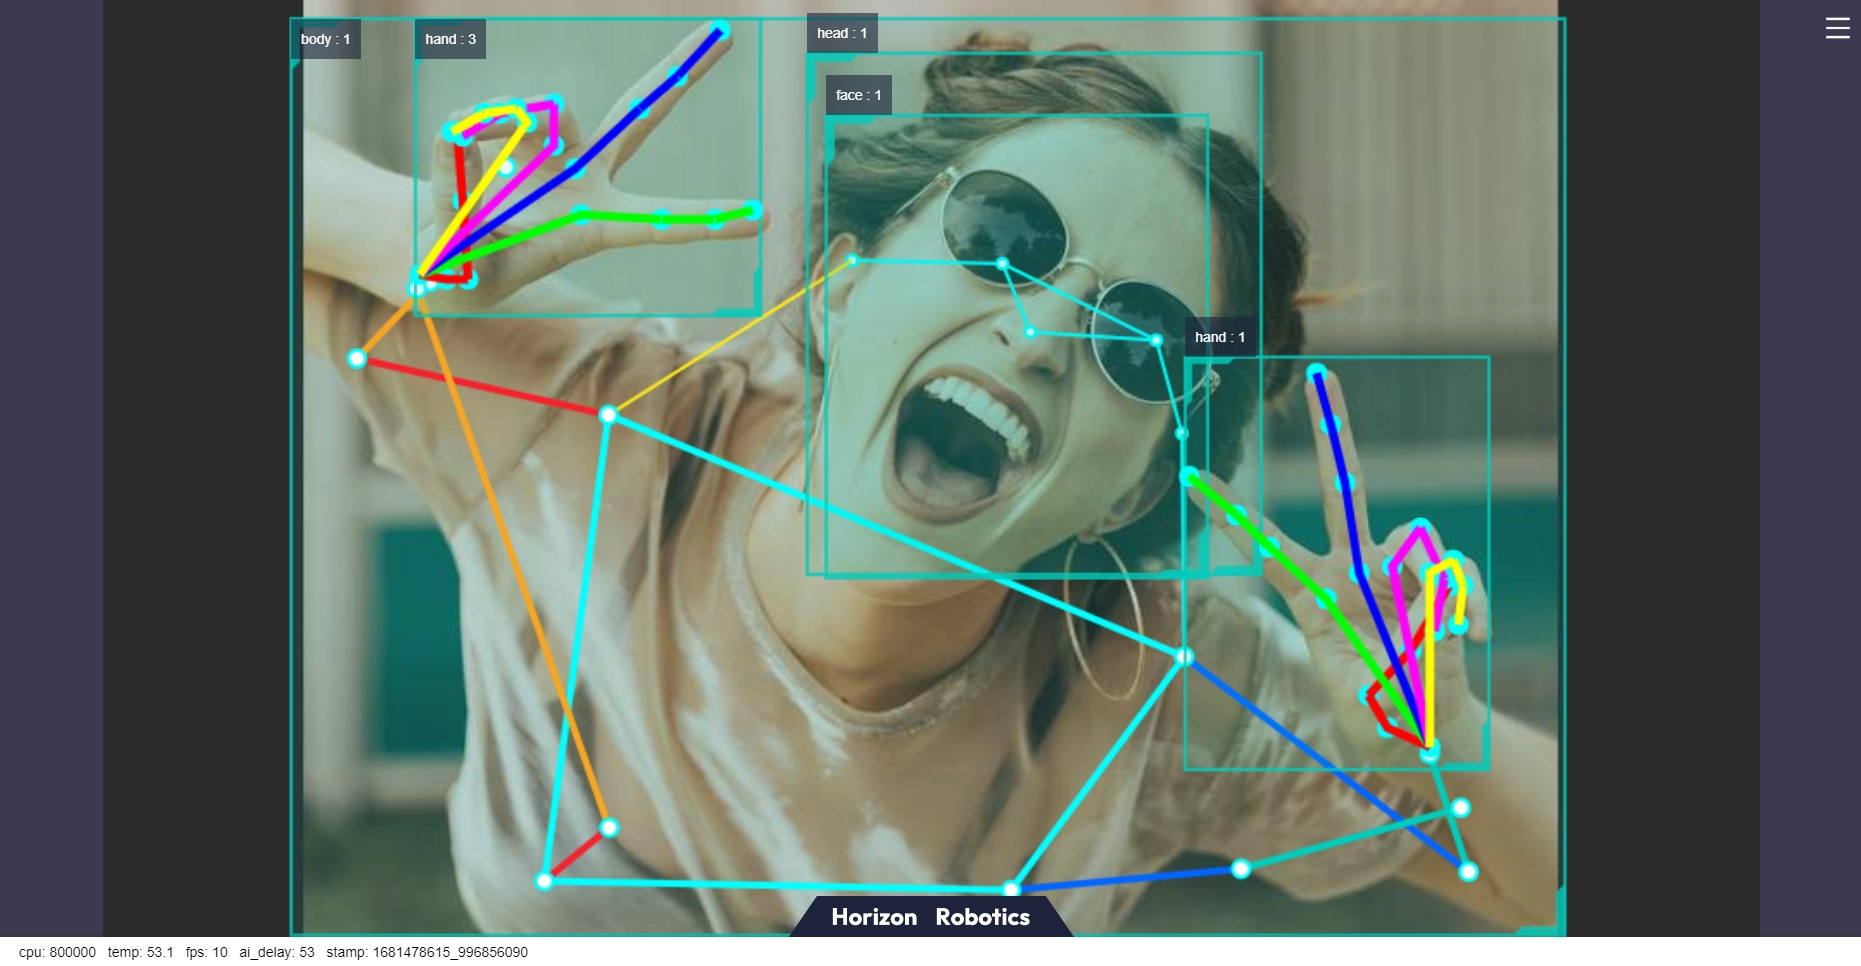 body : 1
hand : 3
head : 1
face : 1
hand : 1
Horizon Robotics
cpu: 800000 temp: 53.1 fps: 10 ai_delay: 53 stamp: 1681478615_996856090